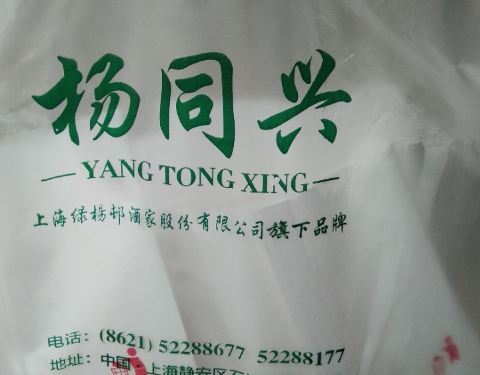 杨同兴
YANG TONG XING
上海绿杨邨酒家股份有限公司旗下品牌
电话：(8621) 52288677 52288177
地址：中国·上海静安区